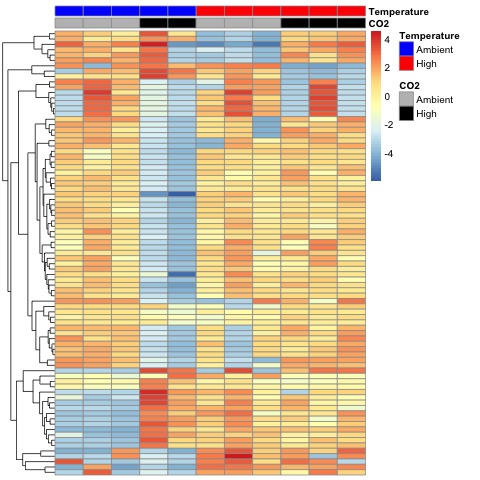 Temperature
CO2
4
2
0
-2
-4
Temperature
Ambient
High
CO2
Ambient
High